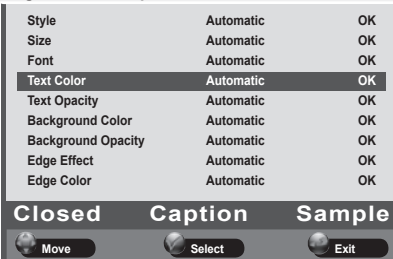 Style Automatic OK
Size Automatic OK
Font Automatic OK
Text Color Automatic OK
Text Opacity Automatic OK
Background Color Automatic OK
Background Opacity Automatic OK
Edge Effect Automatic OK
Edge Color Automatic OK
Closed Caption Sample
Move Select Exit